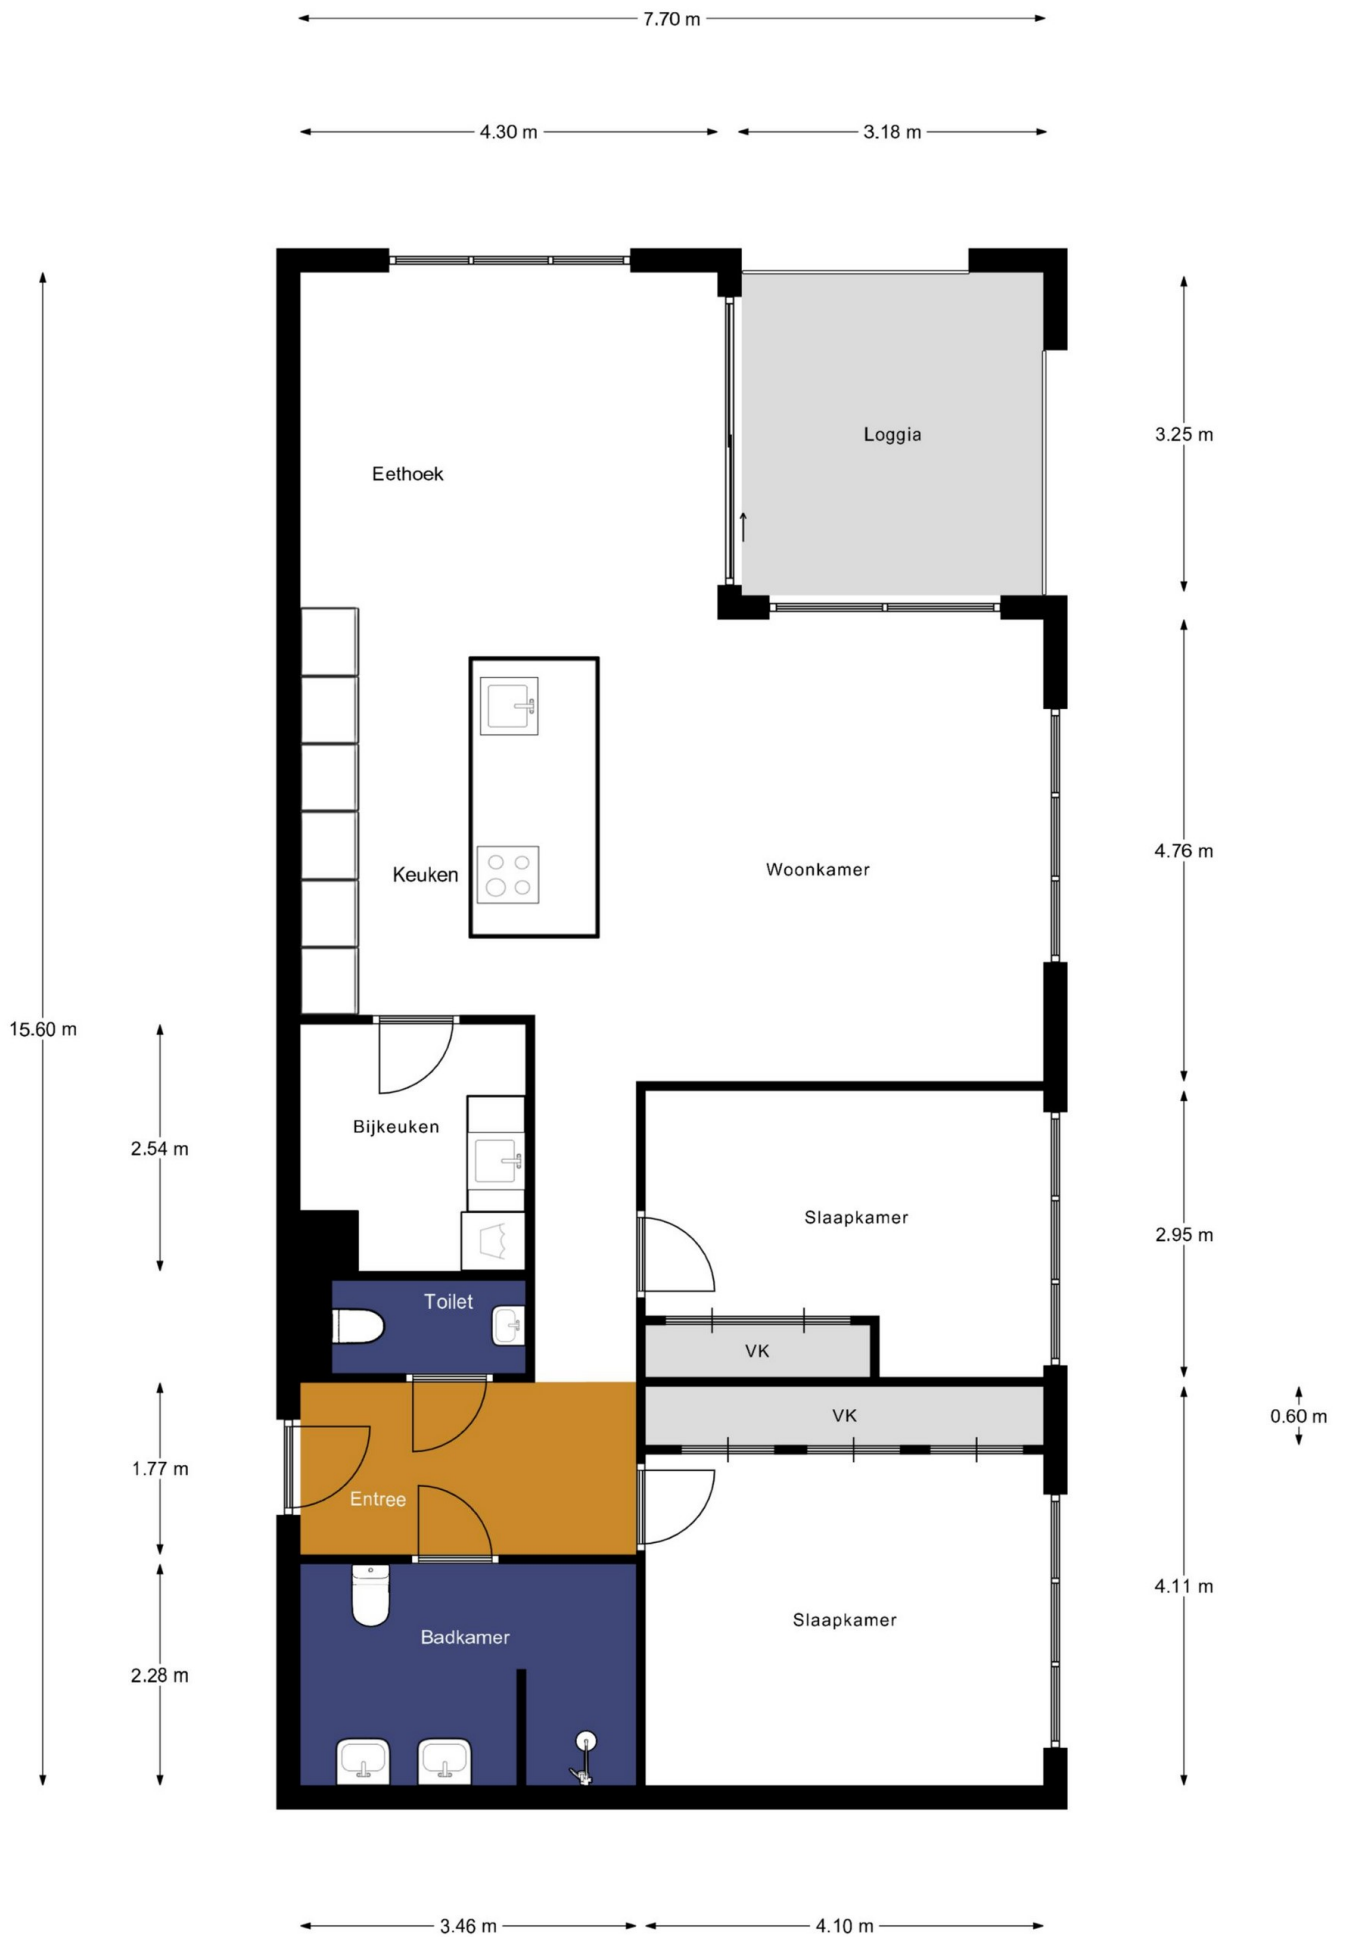 7.70 m
4.30 m
3.18 m
Loggia
3.25 m
Eethoek
4.76 m
Woonkamer
Keuken
15.60 m
Bijkeuken
2.54 m
Slaapkamer
2.95 m
Toilet
VK
VK
0.60 m
1.77 m
Entree
4.11 m
Slaapkamer
Badkamer
2.28 m
3.46 m
4.10 m